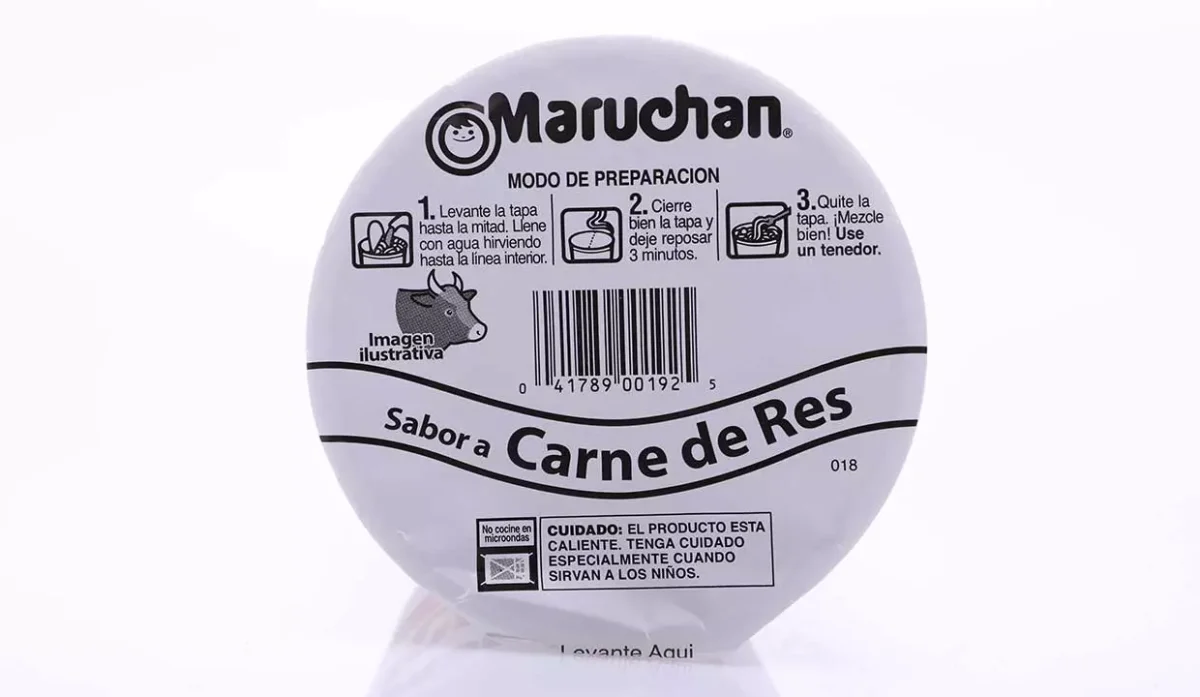 Maruchan®
MODO DE PREPARACION
1. Levante la tapa
hasta la mitad. Llene
con agua hirviendo
hasta la línea interior.
2. Cierre
bien la tapa y
deje reposar
3 minutos.
3. Quite la
tapa. ¡Mezcle
bien! Use
un tenedor.
Imagen
ilustrativa
0 41789 00192 5
Sabor a Carne de Res
018
No cocine en
microondas
CUIDADO: EL PRODUCTO ESTA
CALIENTE. TENGA CUIDADO
ESPECIALMENTE CUANDO
SIRVAN A LOS NIÑOS.
Levante Aqui